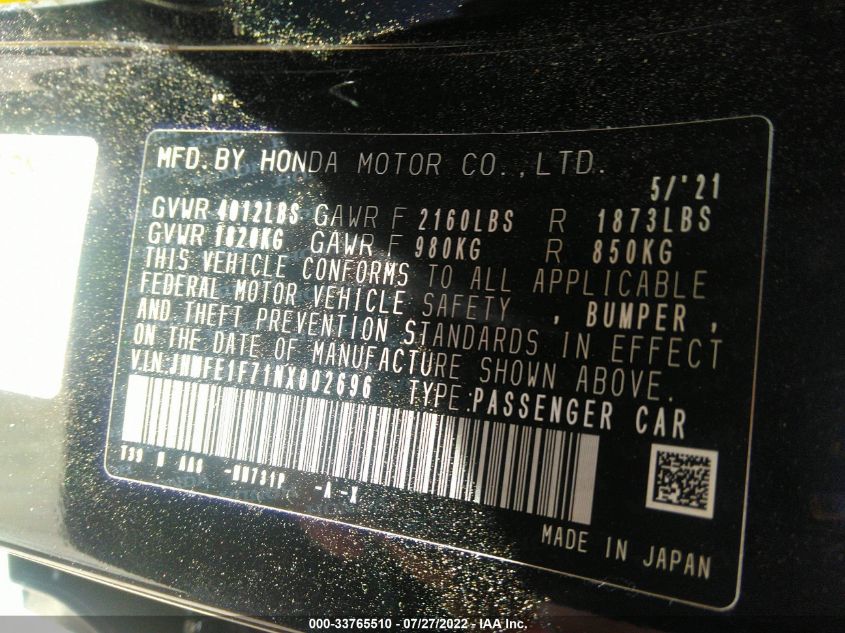 MFD. BY HONDA MOTOR CO., LTD.
5/'21
GVWR 4012LBS GAWR F 2160LBS R 1873LBS
GVWR 1820KG GAWR F 980KG R 850KG
THIS VEHICLE CONFORMS TO ALL APPLICABLE
FEDERAL MOTOR VEHICLE SAFETY , BUMPER ,
AND THEFT PREVENTION STANDARDS IN EFFECT
ON THE DATE OF MANUFACTURE SHOWN ABOVE.
V.I.N: JHMFE1F71NX002696 TYPE:PASSENGER CAR
-A -X
MADE IN JAPAN
000-33765510 - 07/27/2022 - IAA Inc.